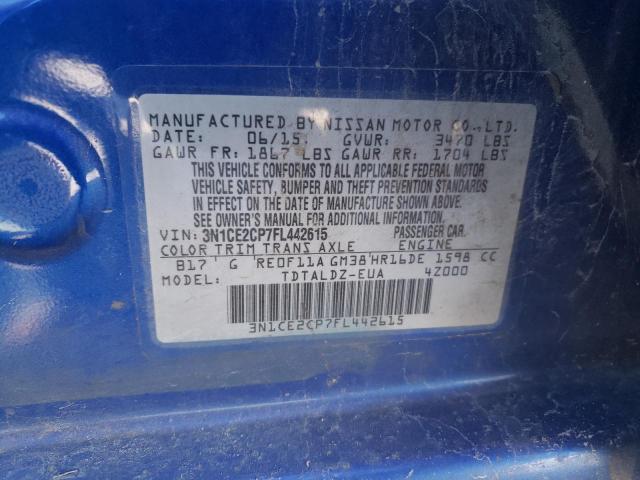 MANUFACTURED BY NISSAN MOTOR CO.,LTD.
DATE: 06/15 GVWR: 3470 LBS
GAWR FR: 1867 LBS GAWR RR: 1704 LBS
THIS VEHICLE CONFORMS TO ALL APPLICABLE FEDERAL MOTOR
VEHICLE SAFETY, BUMPER AND THEFT PREVENTION STANDARDS
IN EFFECT ON THE DATE OF MANUFACTURE SHOWN ABOVE.
SEE OWNER'S MANUAL FOR ADDITIONAL INFORMATION.
VIN: 3N1CE2CP7FL442615 PASSENGER CAR.
COLOR TRIM TRANS AXLE ENGINE
B17 G RE0F11A GM38 HR16DE 1598 CC
MODEL: TDTALDZ-EUA 4Z000
3N1CE2CP7FL442615